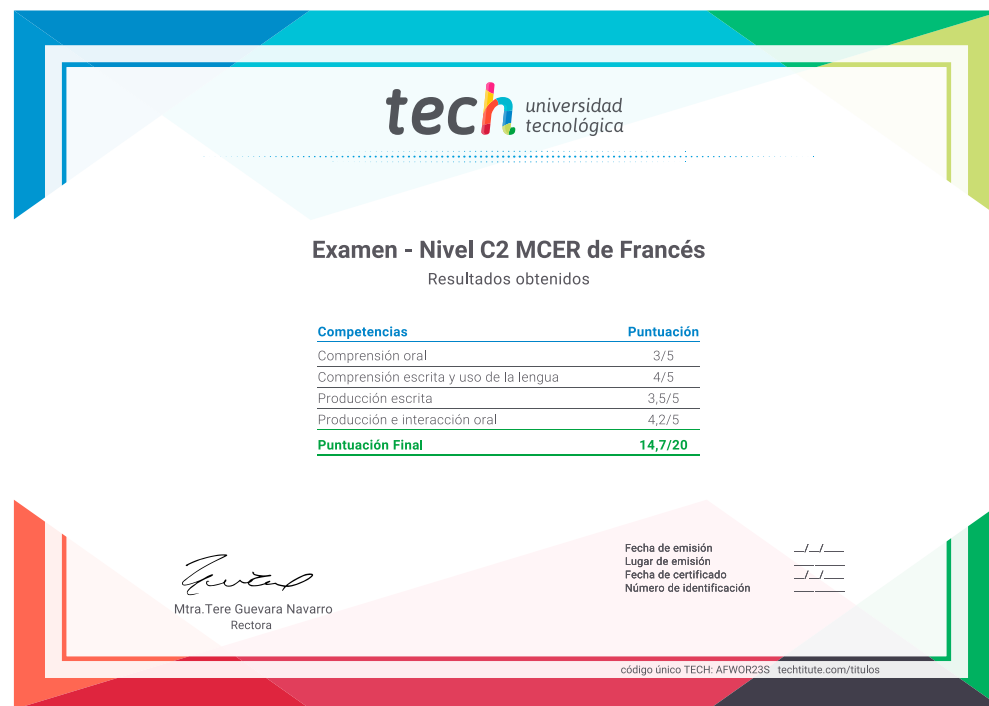 tech universidad
tecnológica
Examen - Nivel C2 MCER de Francés
Resultados obtenidos
Competencias Puntuación
Comprensión oral 3/5
Comprensión escrita y uso de la lengua 4/5
Producción escrita 3,5/5
Producción e interacción oral 4,2/5
Puntuación Final 14,7/20
Fecha de emisión __/__/____
Lugar de emisión ________
Fecha de certificado __/__/____
Número de identificación ________
Mtra.Tere Guevara Navarro
Rectora
código único TECH: AFWOR23S techtitute.com/titulos